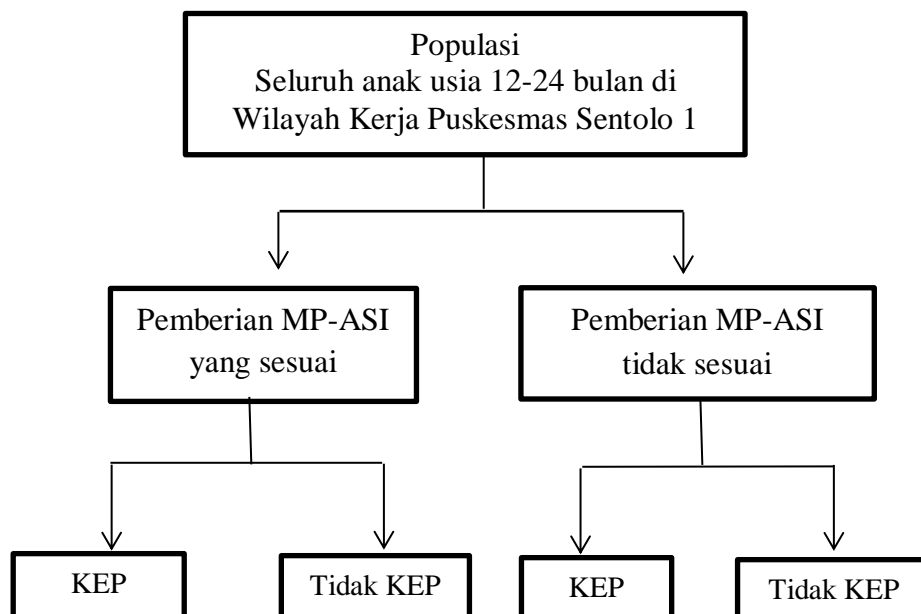 Populasi
Seluruh anak usia 12-24 bulan di
Wilayah Kerja Puskesmas Sentolo 1
Pemberian MP-ASI
yang sesuai
Pemberian MP-ASI
tidak sesuai
KEP
Tidak KEP
KEP
Tidak KEP